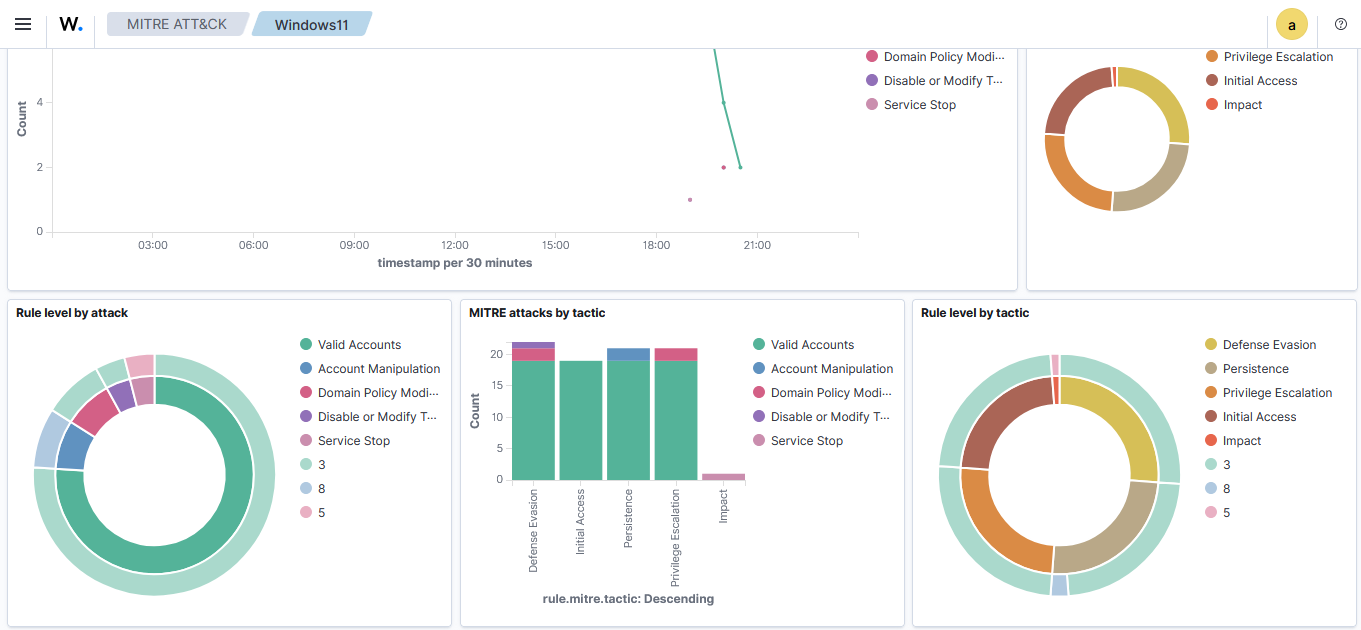 W.
MITRE ATT&CK
Windows11
a
Count
4
2
0
03:00
06:00
09:00
12:00
15:00
18:00
21:00
timestamp per 30 minutes
Domain Policy Modi···
Disable or Modify T···
Service Stop
Privilege Escalation
Initial Access
Impact
Rule level by attack
Valid Accounts
Account Manipulation
Domain Policy Modi···
Disable or Modify T···
Service Stop
3
8
5
MITRE attacks by tactic
Count
20
15
10
5
0
Defense Evasion
Initial Access
Persistence
Privilege Escalation
Impact
rule.mitre.tactic: Descending
Valid Accounts
Account Manipulation
Domain Policy Modi···
Disable or Modify T···
Service Stop
Rule level by tactic
Defense Evasion
Persistence
Privilege Escalation
Initial Access
Impact
3
8
5